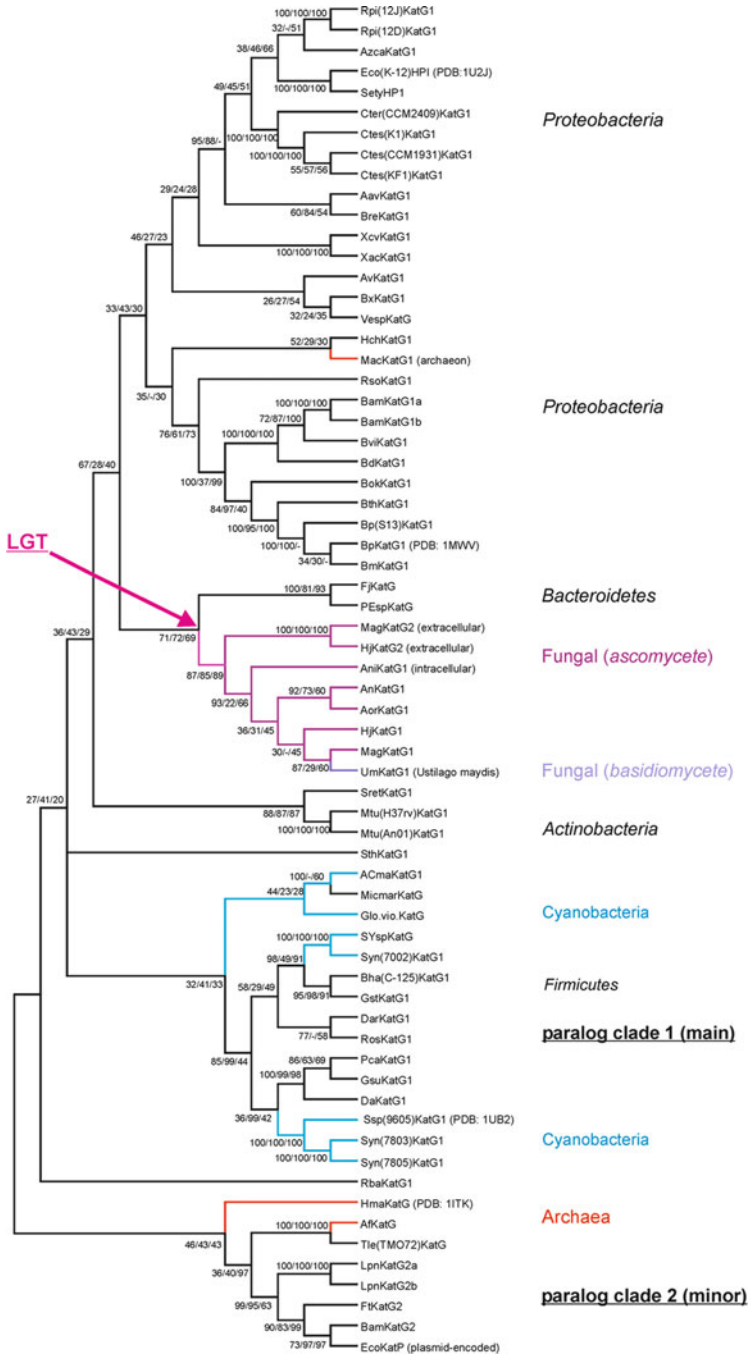 100/100/100
Rpi(12J)KatG1
32/-/51
Rpi(12D)KatG1
38/46/66
AzcaKatG1
Eco(K-12)HPI (PDB:1U2J)
49/45/51
100/100/100
SetyHP1
Cter(CCM2409)KatG1
Proteobacteria
100/100/100
Ctes(K1)KatG1
95/88/-
100/100/100
Ctes(CCM1931)KatG1
55/57/56
Ctes(KF1)KatG1
29/24/28
AavKatG1
60/84/54
BreKatG1
XcvKatG1
46/27/23
100/100/100
XacKatG1
AvKatG1
26/27/54
BxKatG1
33/43/30
32/24/35
VespKatG
52/29/30
HchKatG1
MacKatG1 (archaeon)
35/-/30
RsoKatG1
100/100/100
BamKatG1a
Proteobacteria
72/87/100
76/61/73
100/100/100
BamKatG1b
BviKatG1
67/28/40
BdKatG1
100/37/99
BokKatG1
84/97/40
BthKatG1
100/95/100
Bp(S13)KatG1
LGT
100/100/-
BpKatG1 (PDB: 1MWV)
34/30/-
BmKatG1
100/81/93
FjKatG
Bacteroidetes
PEspKatG
36/43/29
71/72/69
100/100/100
MagKatG2 (extracellular)
HjKatG2 (extracellular)
Fungal (ascomycete)
87/85/89
AniKatG1 (intracellular)
93/22/66
92/73/60
AnKatG1
AorKatG1
36/31/45
HjKatG1
30/-/45
MagKatG1
87/29/60
UmKatG1 (Ustilago maydis)
Fungal (basidiomycete)
27/41/20
SretKatG1
88/87/87
Mtu(H37rv)KatG1
Actinobacteria
100/100/100
Mtu(An01)KatG1
SthKatG1
100/-/60
ACmaKatG1
44/23/28
MicmarKatG
Glo.vio.KatG
Cyanobacteria
100/100/100
SYspKatG
98/49/91
Syn(7002)KatG1
32/41/33
58/29/49
Bha(C-125)KatG1
Firmicutes
95/98/91
GstKatG1
DarKatG1
paralog clade 1 (main)
77/-/58
RosKatG1
85/99/44
86/63/69
PcaKatG1
100/99/98
GsuKatG1
DaKatG1
36/99/42
Ssp(9605)KatG1 (PDB: 1UB2)
100/100/100
Syn(7803)KatG1
Cyanobacteria
100/100/100
Syn(7805)KatG1
RbaKatG1
HmaKatG (PDB: 1ITK)
Archaea
100/100/100
AfKatG
46/43/43
Tle(TMO72)KatG
36/40/97
100/100/100
LpnKatG2a
LpnKatG2b
paralog clade 2 (minor)
99/95/63
FtKatG2
90/83/99
BamKatG2
73/97/97
EcoKatP (plasmid-encoded)